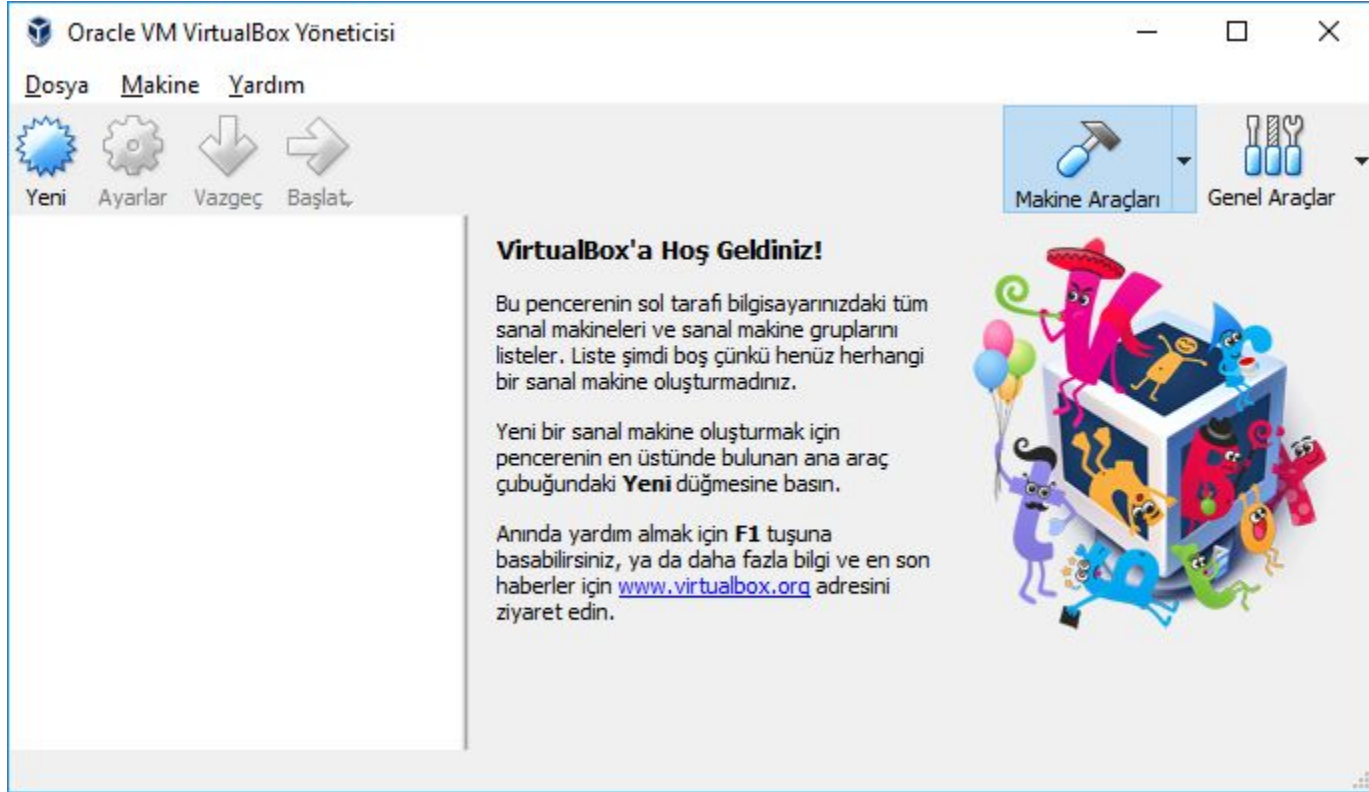 Oracle VM VirtualBox Yöneticisi
Dosya Makine Yardım
Yeni Ayarlar Vazgeç Başlat
Makine Araçları Genel Araçlar
VirtualBox'a Hoş Geldiniz!
Bu pencerenin sol tarafı bilgisayarınızdaki tüm
sanal makineleri ve sanal makine gruplarını
listeler. Liste şimdi boş çünkü henüz herhangi
bir sanal makine oluşturmadınız.
Yeni bir sanal makine oluşturmak için
pencerenin en üstünde bulunan ana araç
çubuğundaki Yeni düğmesine basın.
Anında yardım almak için F1 tuşuna
basabilirsiniz, ya da daha fazla bilgi ve en son
haberler için www.virtualbox.org adresini
ziyaret edin.